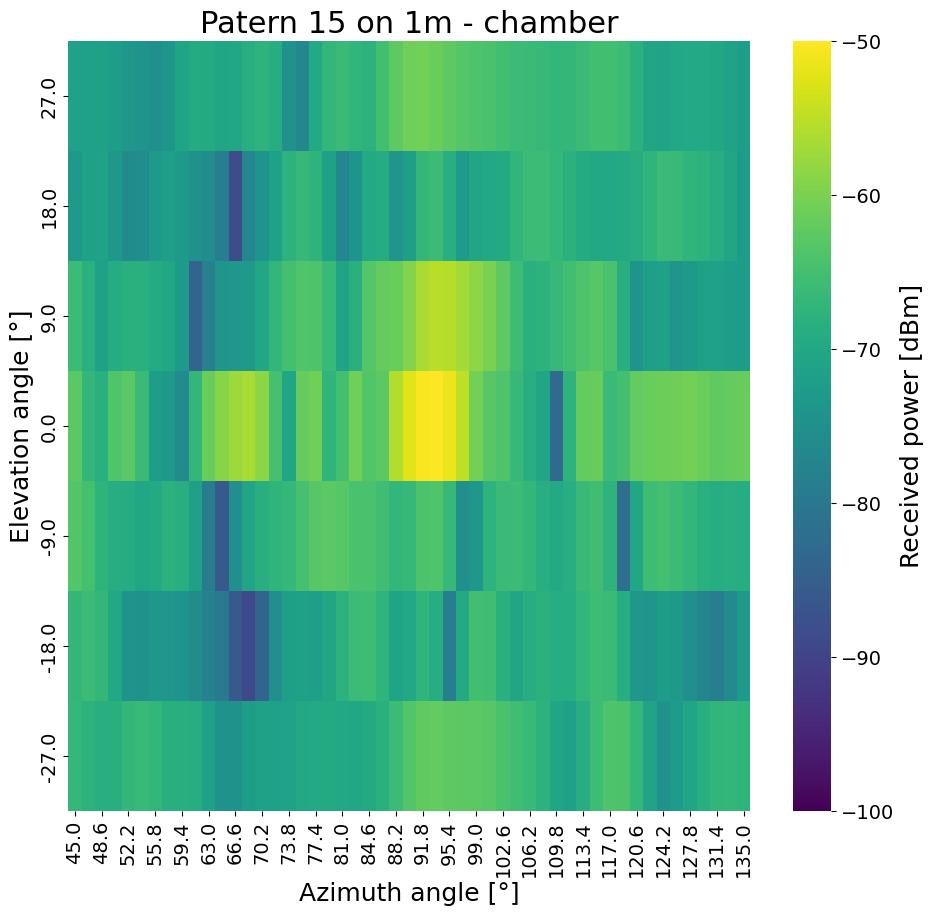 Patern 15 on 1m - chamber
Elevation angle [°]
27.0
18.0
9.0
0.0
-9.0
-18.0
-27.0
45.0 48.6 52.2 55.8 59.4 63.0 66.6 70.2 73.8 77.4 81.0 84.6 88.2 91.8 95.4 99.0 102.6 106.2 109.8 113.4 117.0 120.6 124.2 127.8 131.4 135.0
Azimuth angle [°]
−50
−60
−70
−80
−90
−100
Received power [dBm]